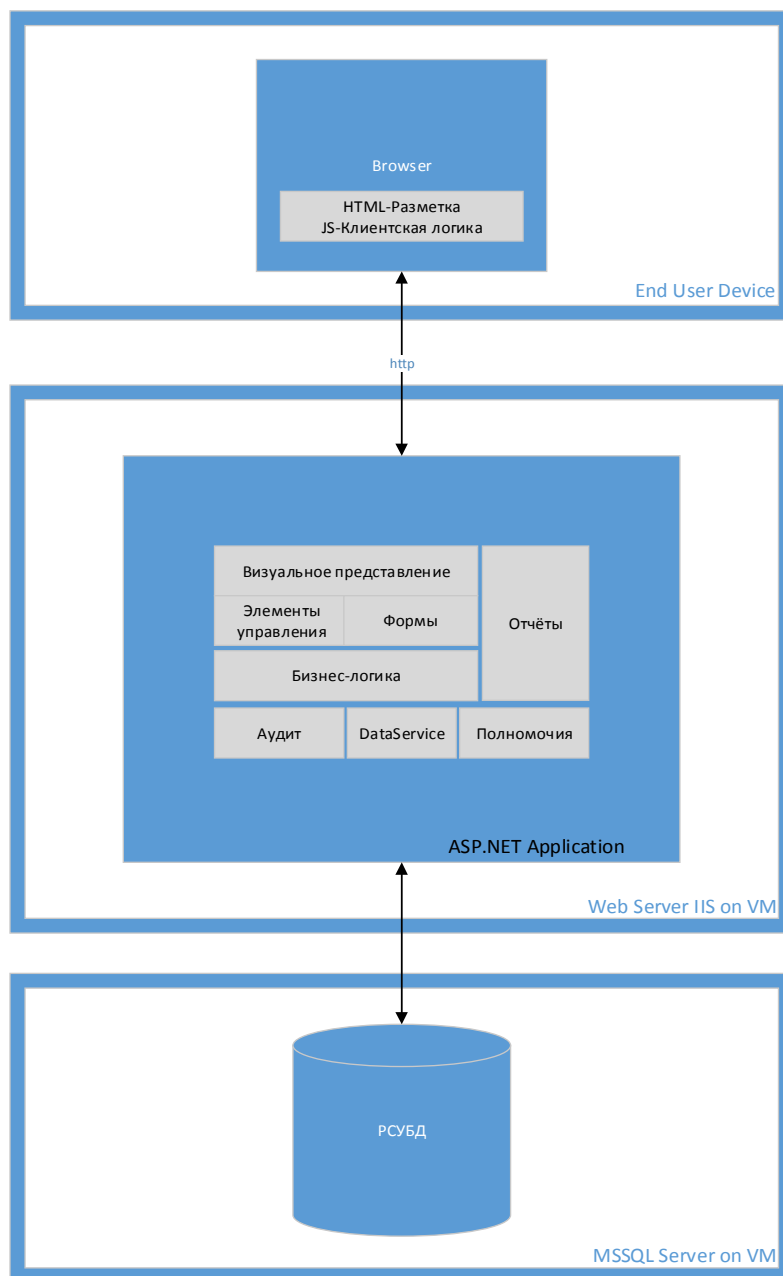 Browser
HTML-Разметка
JS-Клиентская логика
End User Device
http
Визуальное представление
Элементы
управления
Формы
Отчёты
Бизнес-логика
Аудит
DataService
Полномочия
ASP.NET Application
Web Server IIS on VM
РСУБД
MSSQL Server on VM